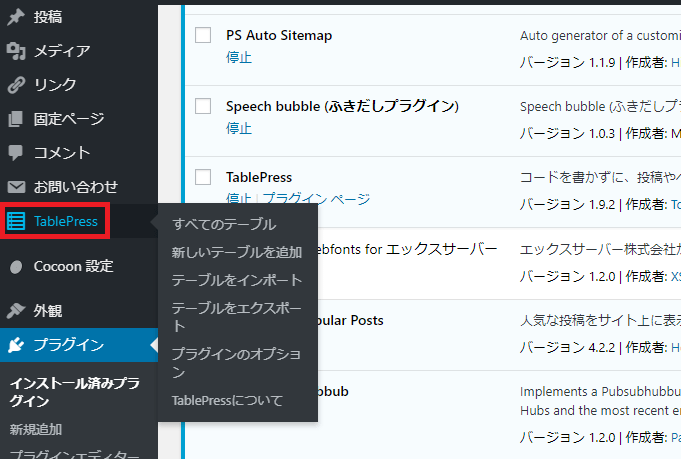 投稿
メディア
リンク
固定ページ
コメント
お問い合わせ
TablePress
Cocoon 設定
外観
プラグイン
インストール済みプラ
グイン
新規追加
プラグインエディター
すべてのテーブル
新しいテーブルを追加
テーブルをインポート
テーブルをエクスポー
ト
プラグインのオプショ
ン
TablePressについて
PS Auto Sitemap
停止
Auto generator of a customi
バージョン 1.1.9 | 作成者: H
Speech bubble (ふきだしプラグイン)
停止
Speech bubble (ふきだしプラ
バージョン 1.0.3 | 作成者: M
TablePress
停止 | プラグイン ページ
コードを書かずに、投稿や
バージョン 1.9.2 | 作成者: To
ebfonts for エックスサーバー
エックスサーバー株式会社
バージョン 1.2.0 | 作成者: XS
ular Posts
人気な投稿をサイト上に表示
バージョン 4.2.2 | 作成者: H
bub
Implements a Pubsubhubbu
Hubs and the most recent e
バージョン 1.2.0 | 作成者: Pa